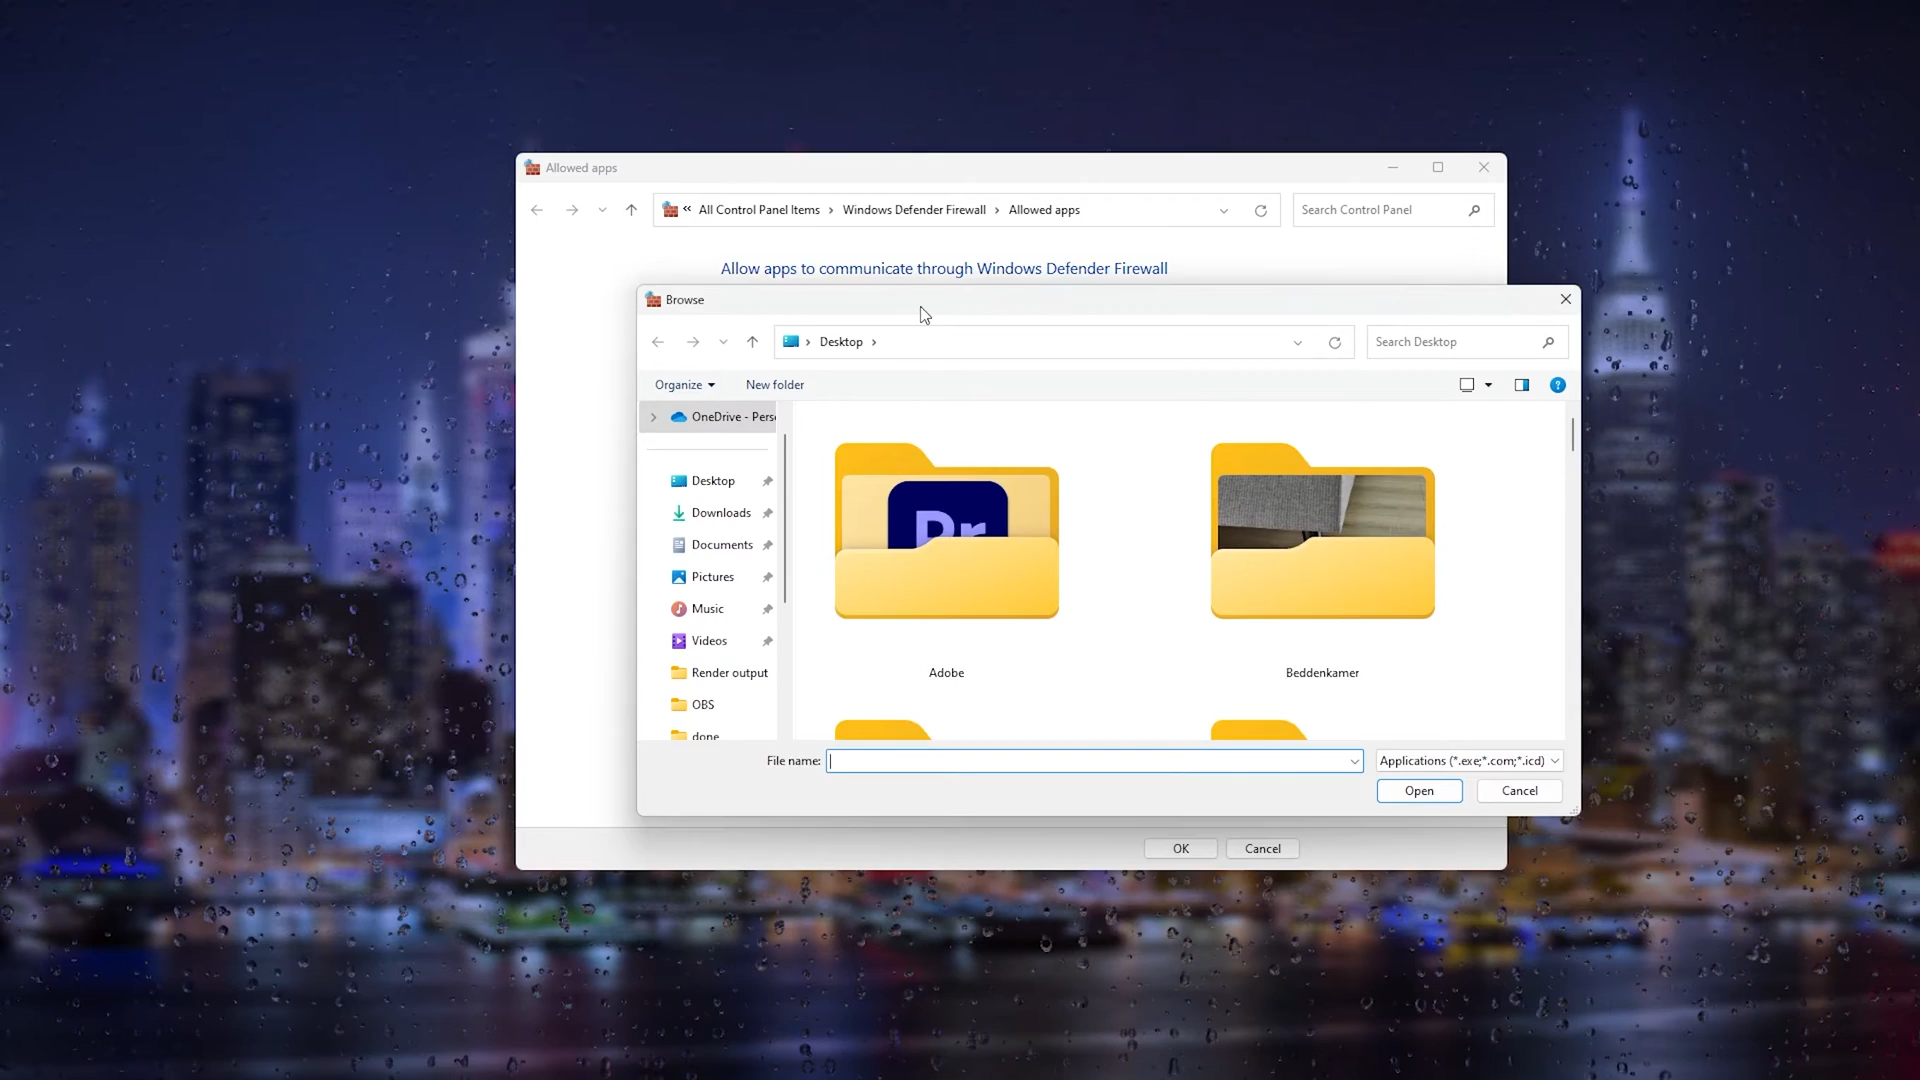 Allowed apps
« All Control Panel Items › Windows Defender Firewall › Allowed apps
Search Control Panel
Allow apps to communicate through Windows Defender Firewall
Browse
Desktop
Search Desktop
Organize
New folder
OneDrive - Pers
Desktop
Downloads
Documents
Pictures
Music
Videos
Render output
OBS
done
Pr
Adobe
Beddenkamer
File name:
Applications (*.exe;*.com;*.icd)
Open
Cancel
OK
Cancel